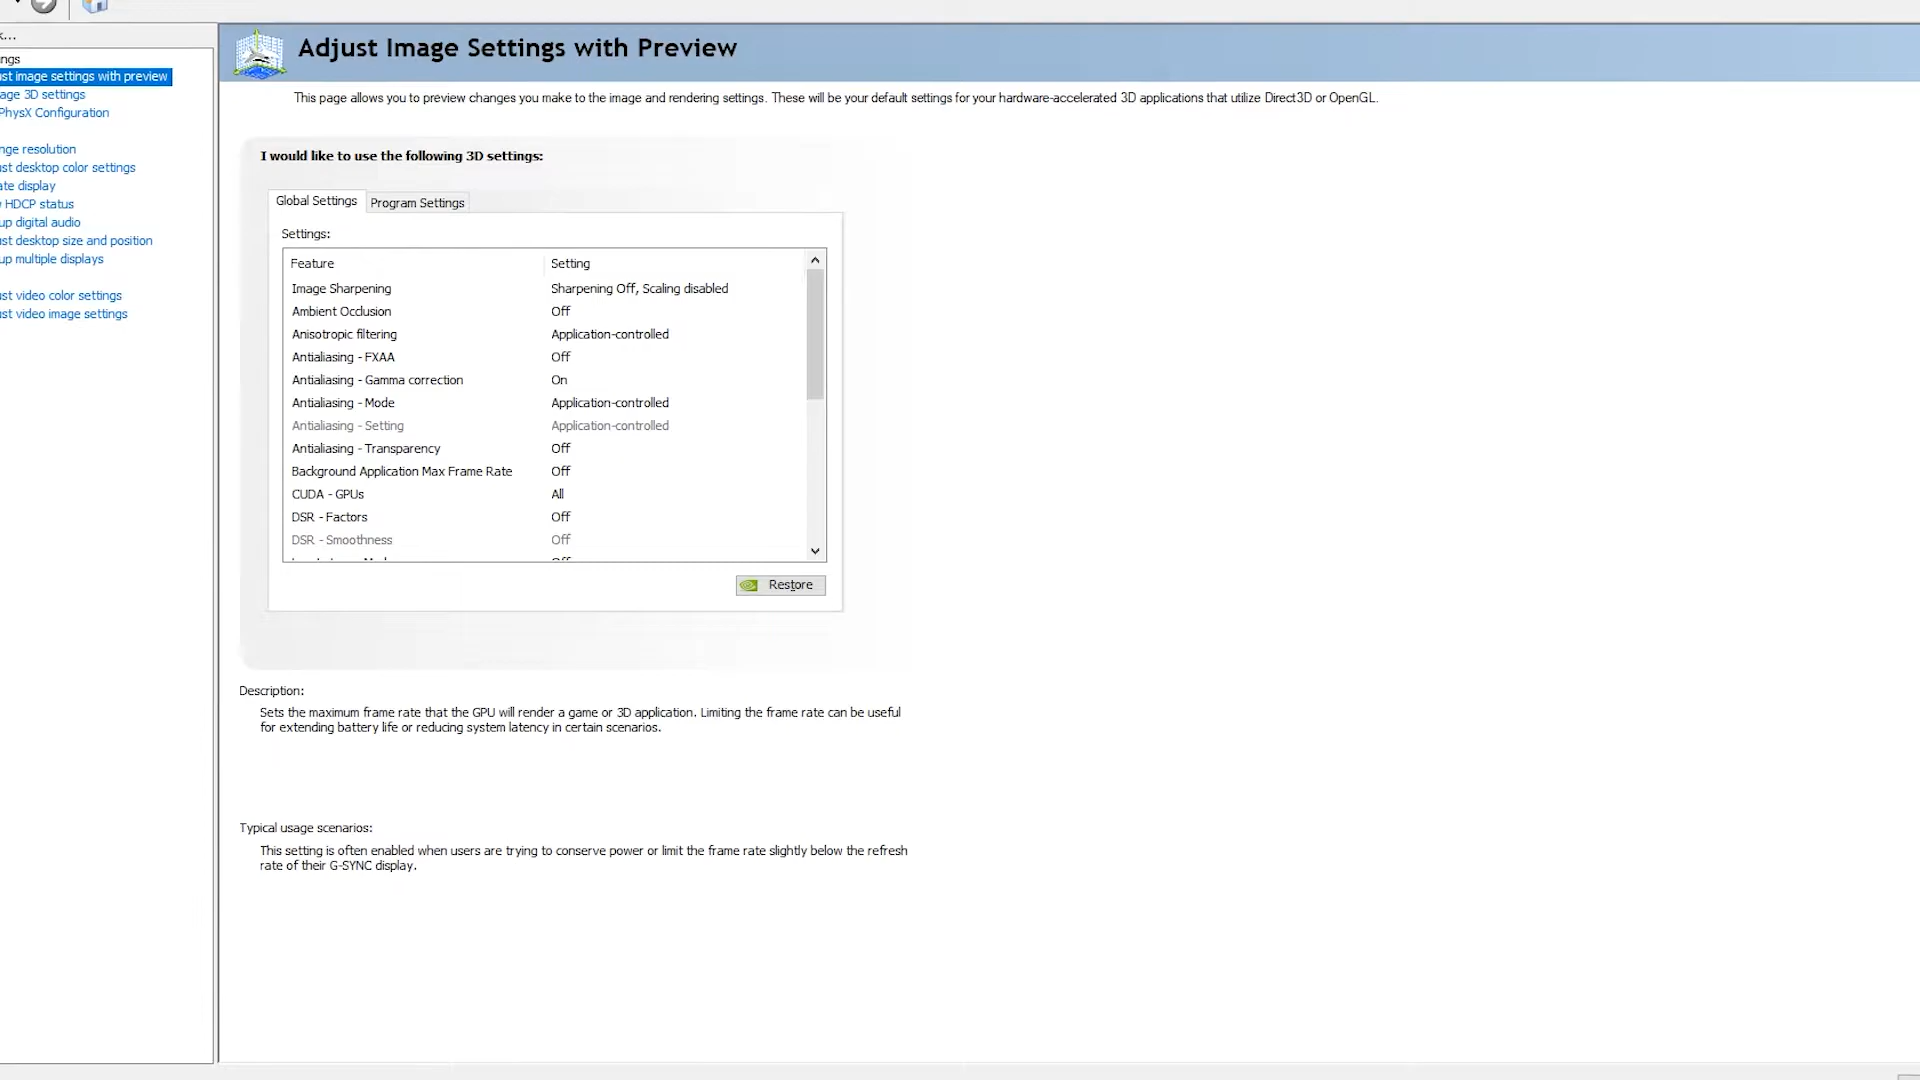 k...
ngs
ust image settings with preview
age 3D settings
PhysX Configuration
nge resolution
ust desktop color settings
ate display
HDCP status
up digital audio
ust desktop size and position
up multiple displays
ust video color settings
ust video image settings
Adjust Image Settings with Preview
This page allows you to preview changes you make to the image and rendering settings. These will be your default settings for your hardware-accelerated 3D applications that utilize Direct3D or OpenGL.
I would like to use the following 3D settings:
Global Settings Program Settings
Settings:
Feature Setting
Image Sharpening Sharpening Off, Scaling disabled
Ambient Occlusion Off
Anisotropic filtering Application-controlled
Antialiasing - FXAA Off
Antialiasing - Gamma correction On
Antialiasing - Mode Application-controlled
Antialiasing - Setting Application-controlled
Antialiasing - Transparency Off
Background Application Max Frame Rate Off
CUDA - GPUs All
DSR - Factors Off
DSR - Smoothness Off
Restore
Description:
Sets the maximum frame rate that the GPU will render a game or 3D application. Limiting the frame rate can be useful
for extending battery life or reducing system latency in certain scenarios.
Typical usage scenarios:
This setting is often enabled when users are trying to conserve power or limit the frame rate slightly below the refresh
rate of their G-SYNC display.